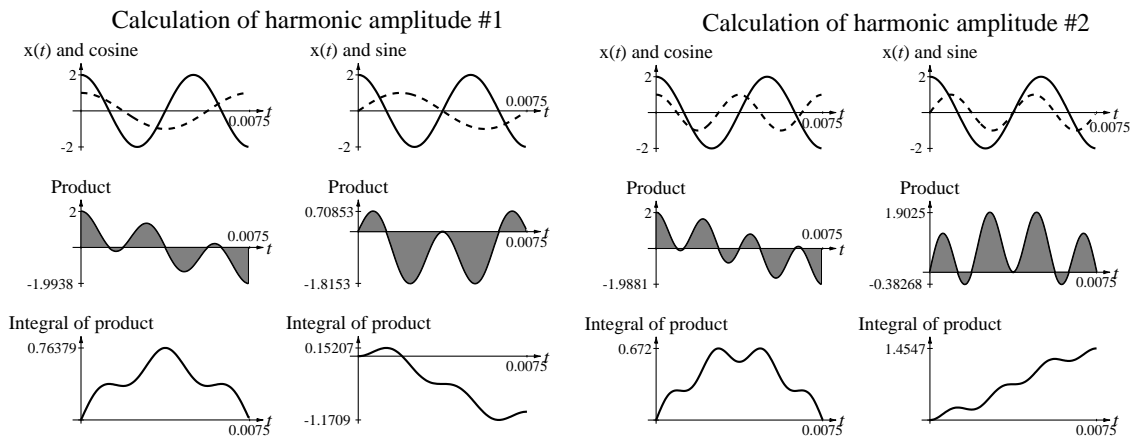 Calculation of harmonic amplitude #1
x(t) and cosine
2
-2
t
0.0075
x(t) and sine
2
-2
0.0075
t
Product
2
-1.9938
0.0075
t
Product
0.70853
-1.8153
t
0.0075
Integral of product
0.76379
t
0.0075
Integral of product
0.15207
-1.1709
t
0.0075
Calculation of harmonic amplitude #2
x(t) and cosine
2
-2
t
0.0075
x(t) and sine
2
-2
t
0.0075
Product
2
-1.9881
0.0075
t
Product
1.9025
-0.38268
t
0.0075
Integral of product
0.672
t
0.0075
Integral of product
1.4547
t
0.0075